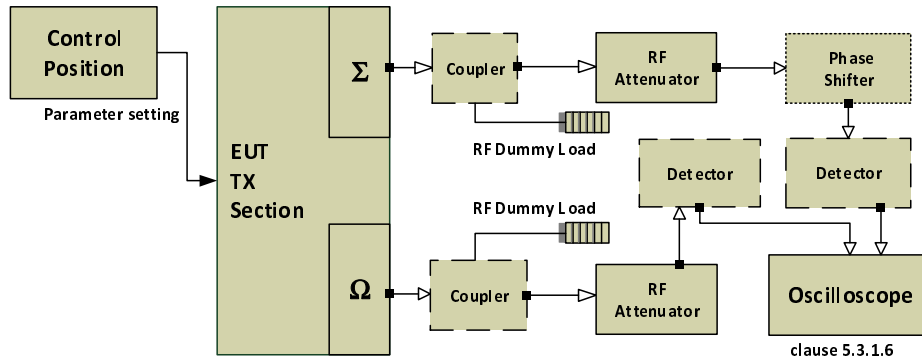 Control
Position
Parameter setting
EUT
TX
Section
Σ
Coupler
RF
Attenuator
Phase
Shifter
RF Dummy Load
Detector
Detector
RF Dummy Load
Ω
Coupler
RF
Attenuator
Oscilloscope
clause 5.3.1.6